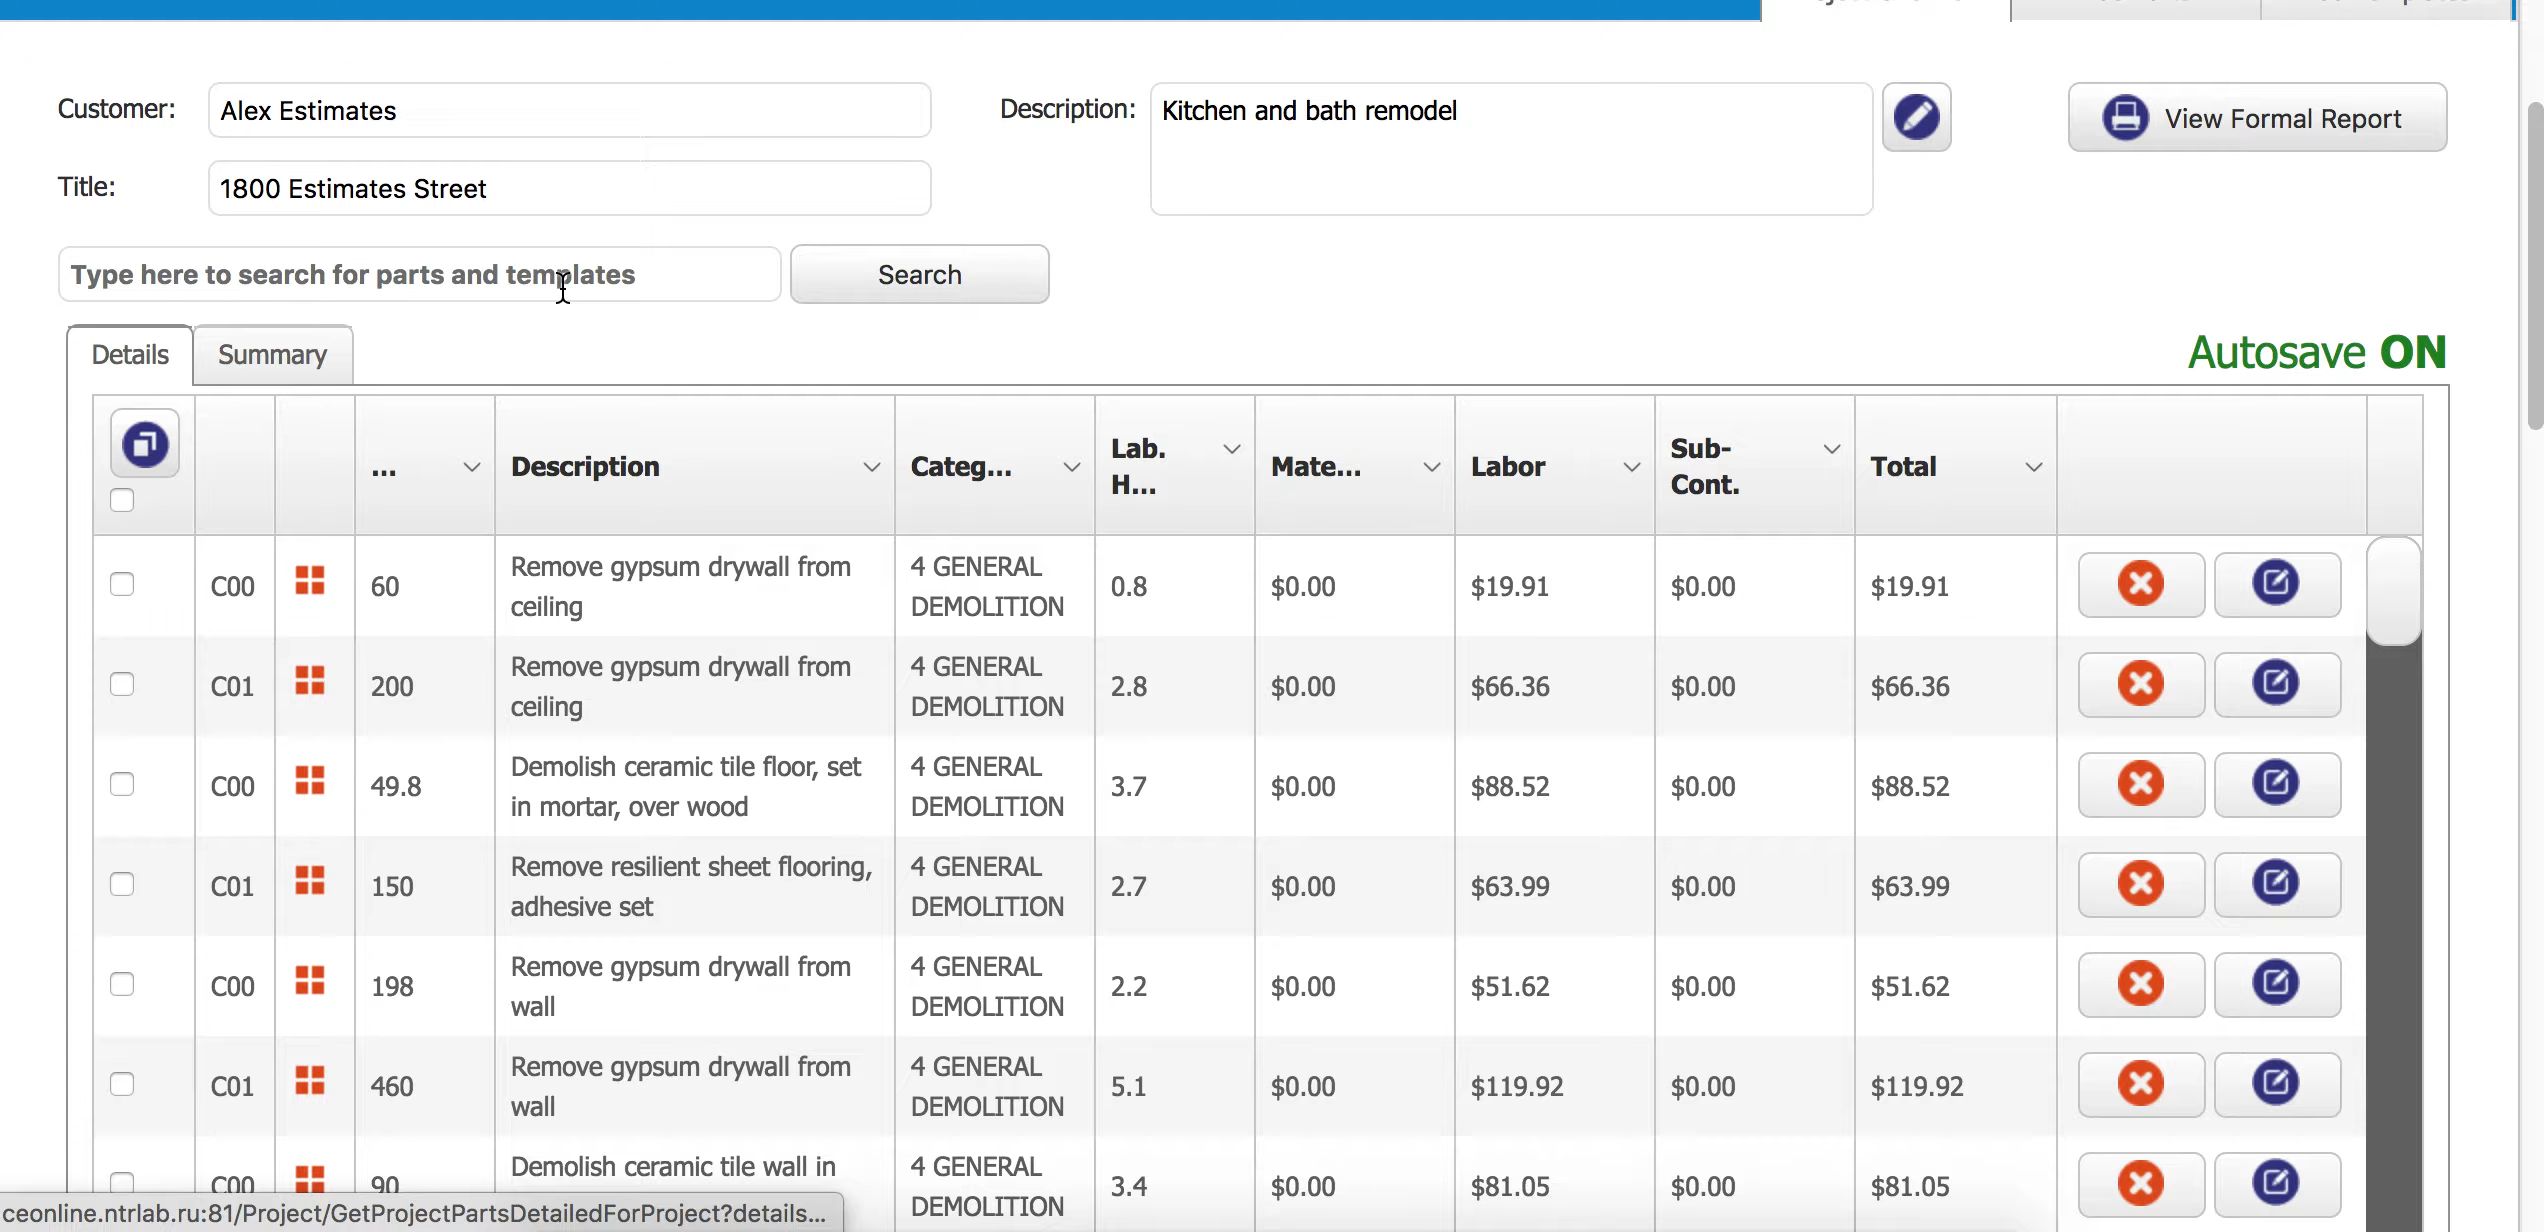 Customer: Alex Estimates Description: Kitchen and bath remodel View Formal Report
Title: 1800 Estimates Street
Type here to search for parts and templates Search
Details Summary Autosave ON
... Description Categ... Lab. H... Mate... Labor Sub-Cont. Total
C00 60 Remove gypsum drywall from ceiling 4 GENERAL DEMOLITION 0.8 $0.00 $19.91 $0.00 $19.91
C01 200 Remove gypsum drywall from ceiling 4 GENERAL DEMOLITION 2.8 $0.00 $66.36 $0.00 $66.36
C00 49.8 Demolish ceramic tile floor, set in mortar, over wood 4 GENERAL DEMOLITION 3.7 $0.00 $88.52 $0.00 $88.52
C01 150 Remove resilient sheet flooring, adhesive set 4 GENERAL DEMOLITION 2.7 $0.00 $63.99 $0.00 $63.99
C00 198 Remove gypsum drywall from wall 4 GENERAL DEMOLITION 2.2 $0.00 $51.62 $0.00 $51.62
C01 460 Remove gypsum drywall from wall 4 GENERAL DEMOLITION 5.1 $0.00 $119.92 $0.00 $119.92
C00 90 Demolish ceramic tile wall in 4 GENERAL DEMOLITION 3.4 $0.00 $81.05 $0.00 $81.05
ceonline.ntrlab.ru:81/Project/GetProjectPartsDetailedForProject?details...